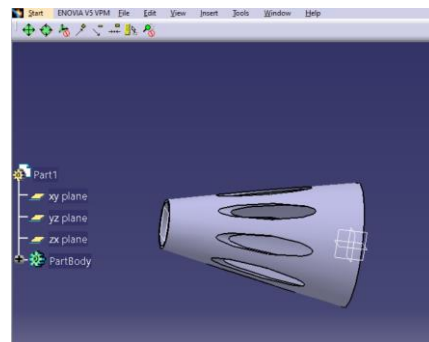 Start ENOVIA V5 VPM File Edit View Insert Tools Window Help
Part1
xy plane
yz plane
zx plane
PartBody